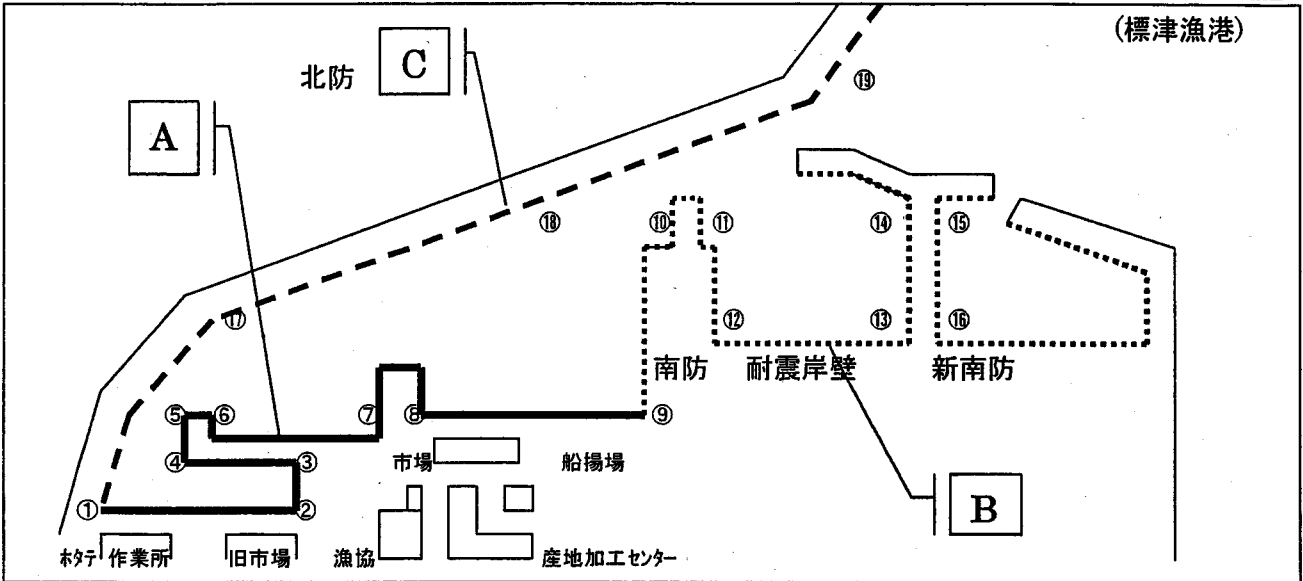 (標津漁港)
北防
C
⑲
A
⑱
⑩
⑪
⑭
⑮
⑰
⑫
⑬
⑯
南防
耐震岸壁
新南防
⑤
⑥
⑦
⑧
⑨
④
③
市場
船揚場
B
①
②
ホタテ 作業所
旧市場
漁協
産地加工センター